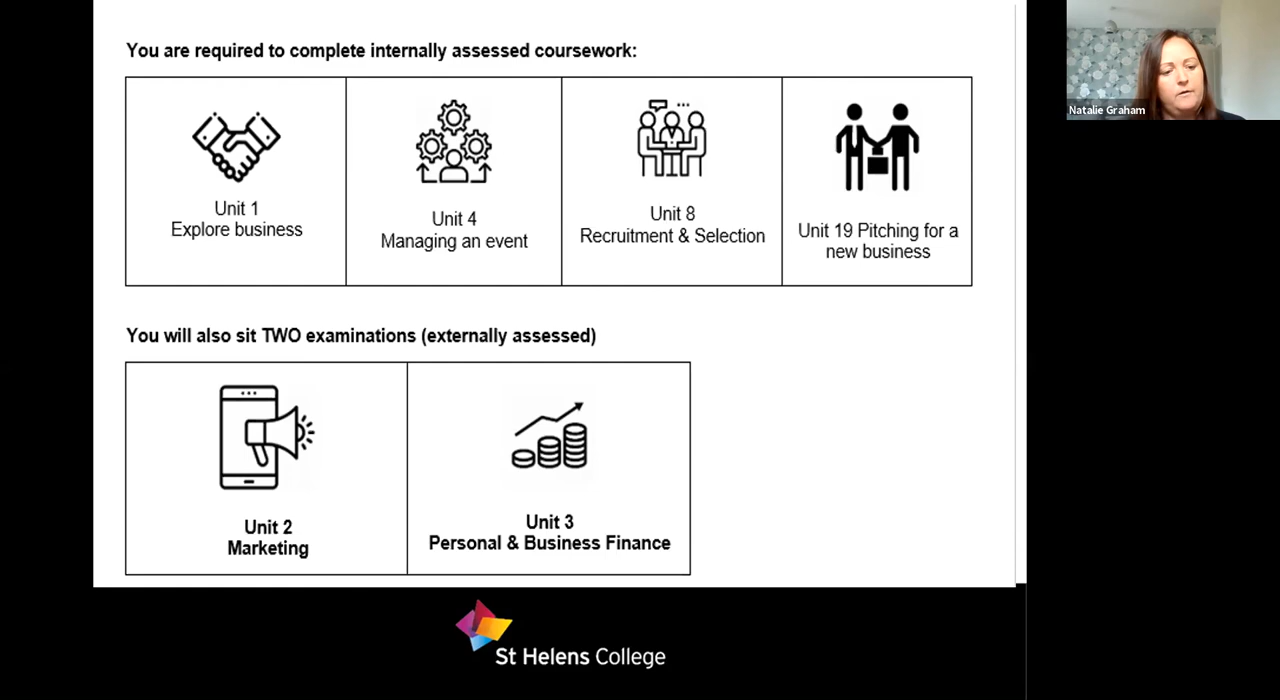 You are required to complete internally assessed coursework:
Unit 1
Explore business
Unit 4
Managing an event
Unit 8
Recruitment & Selection
Unit 19 Pitching for a
new business
You will also sit TWO examinations (externally assessed)
Unit 2
Marketing
Unit 3
Personal & Business Finance
St Helens College
Natalie Graham